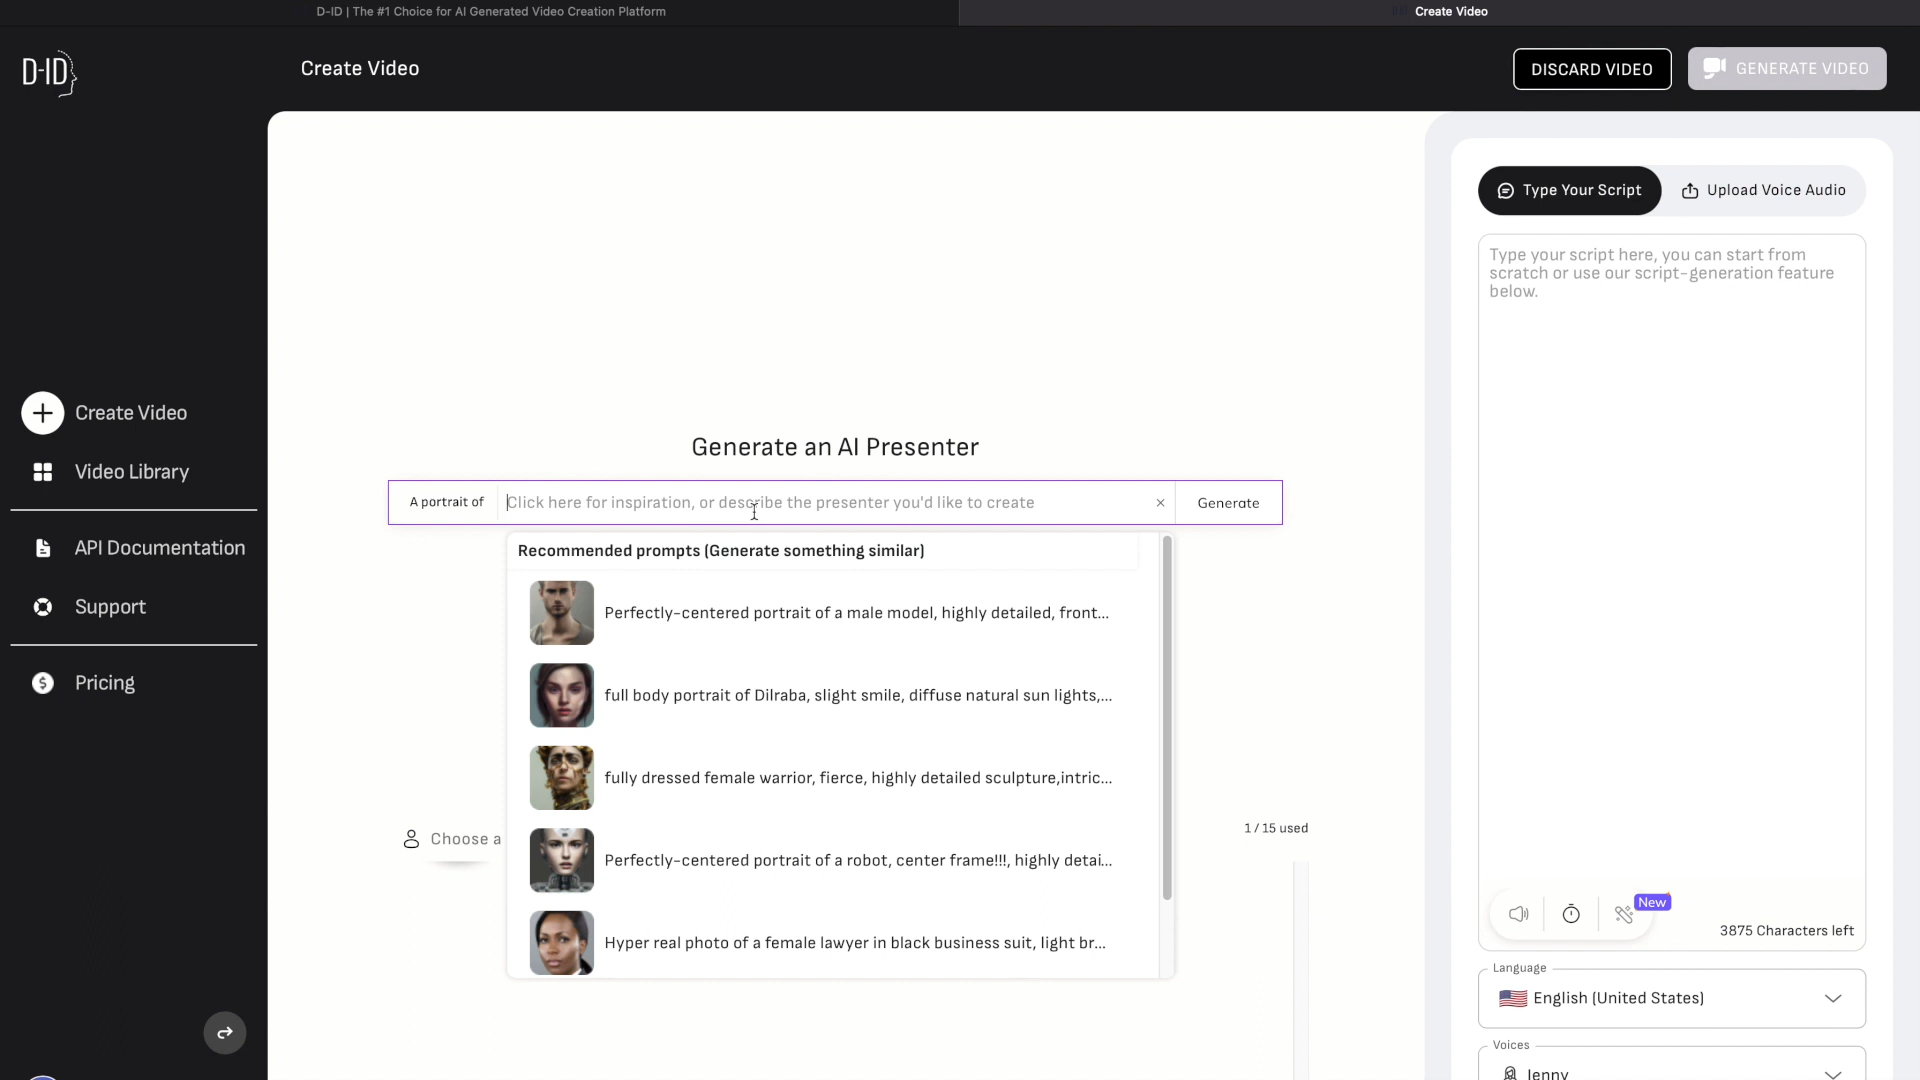 D-ID | The #1 Choice for AI Generated Video Creation Platform
Create Video
D-ID
Create Video
DISCARD VIDEO
GENERATE VIDEO
Type Your Script
Upload Voice Audio
Type your script here, you can start from
scratch or use our script-generation feature
below.
Create Video
Video Library
API Documentation
Support
Pricing
Generate an AI Presenter
A portrait of
Click here for inspiration, or describe the presenter you'd like to create
×
Generate
Recommended prompts (Generate something similar)
Perfectly-centered portrait of a male model, highly detailed, front...
full body portrait of Dilraba, slight smile, diffuse natural sun lights,...
fully dressed female warrior, fierce, highly detailed sculpture,intric...
Perfectly-centered portrait of a robot, center frame!!!, highly detai...
Hyper real photo of a female lawyer in black business suit, light br...
Choose a
1 / 15 used
New
3875 Characters left
Language
English (United States)
Voices
Jenny